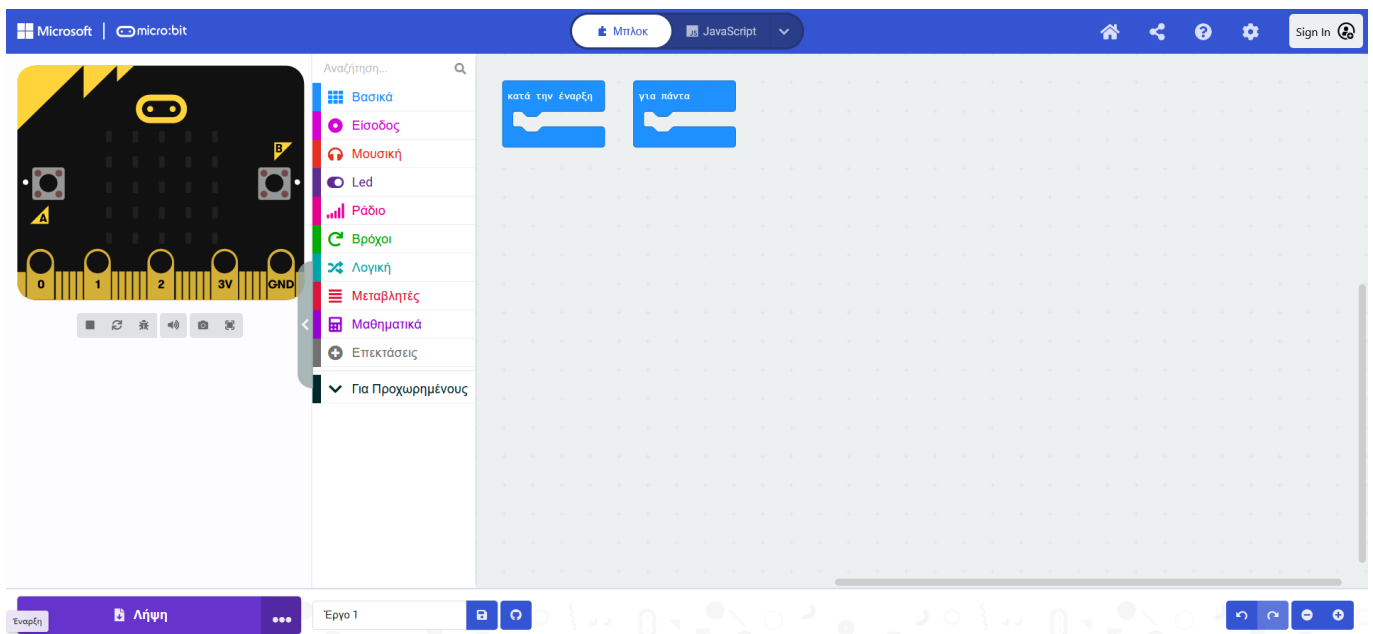 Microsoft micro:bit
Μπλοκ
JS JavaScript
Sign In
Αναζήτηση...
Βασικά
Είσοδος
Μουσική
Led
Ράδιο
Βρόχοι
Λογική
Μεταβλητές
Μαθηματικά
Επεκτάσεις
Για Προχωρημένους
B
A
0 1 2 3V GND
κατά την έναρξη
για πάντα
Έναρξη
Λήψη
Έργο 1